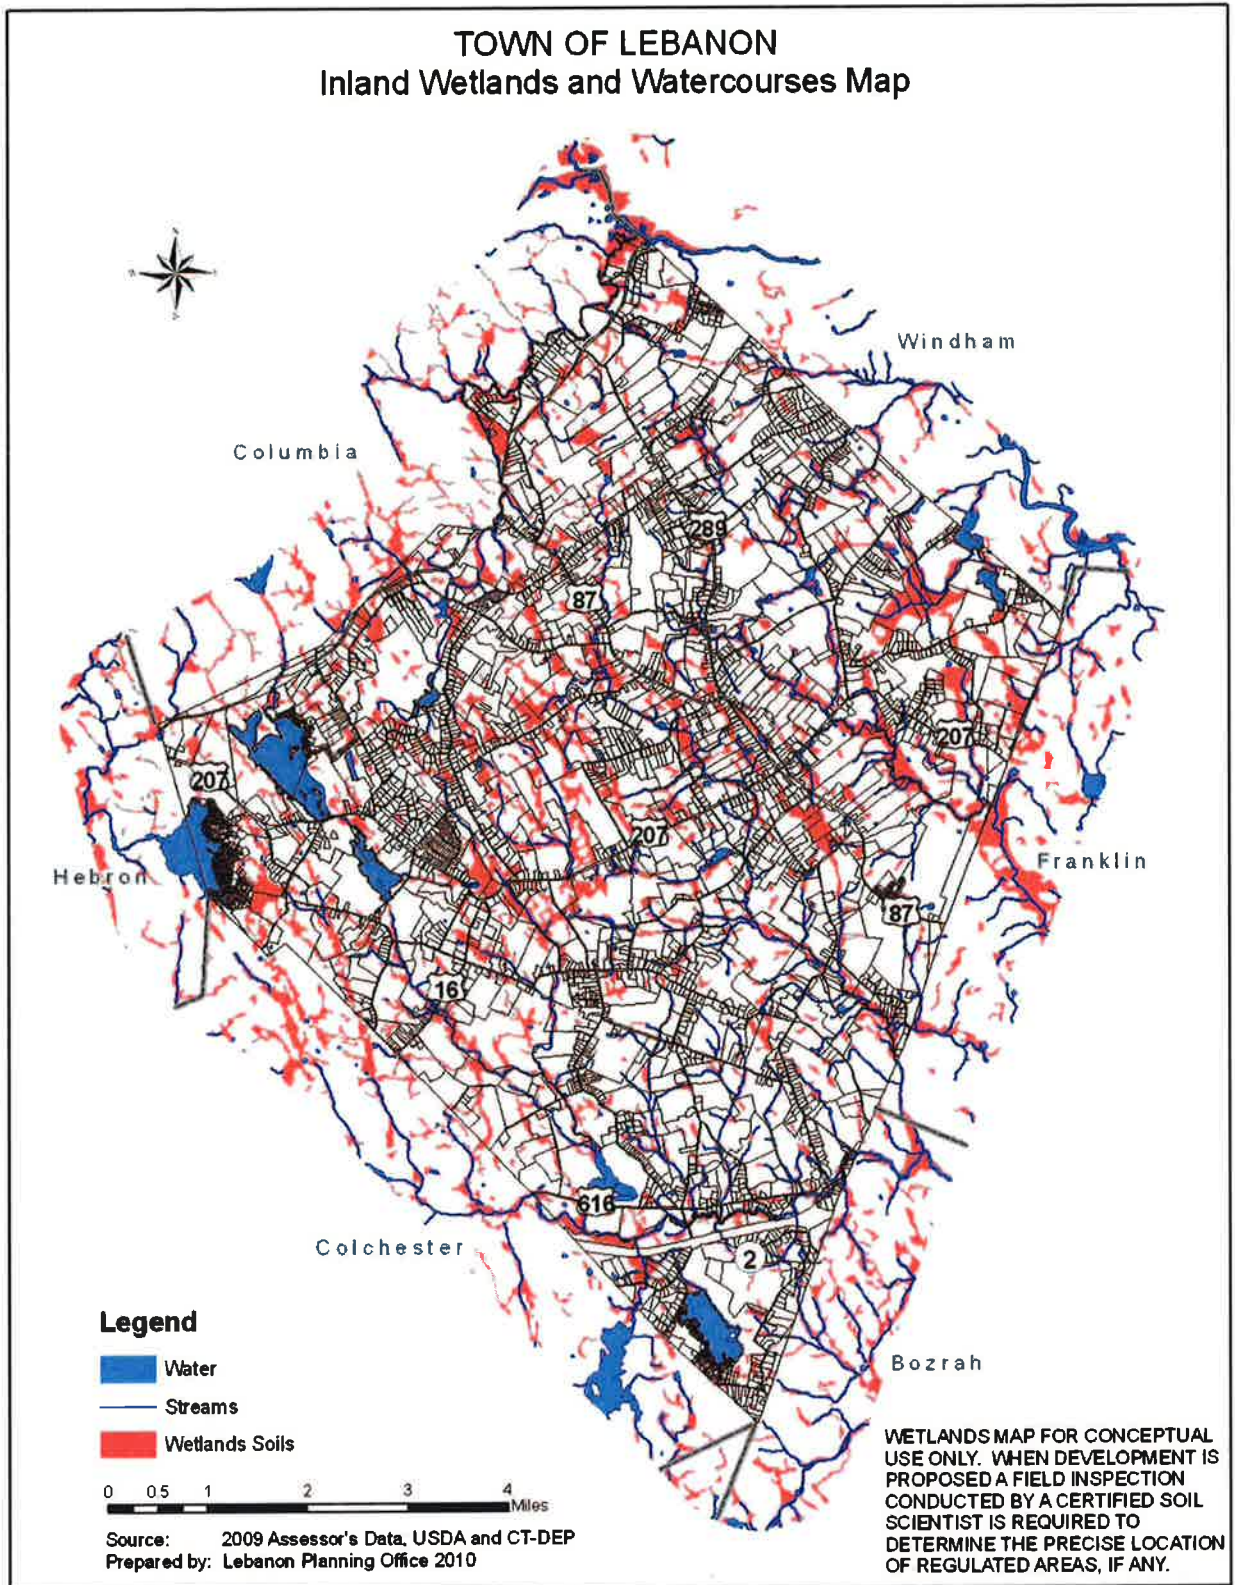 TOWN OF LEBANON
Inland Wetlands and Watercourses Map
Windham
Columbia
289
87
207
207
207
Hebron
Franklin
87
16
616
Colchester
2
Bozrah
Legend
Water
Streams
Wetlands Soils
0 0.5 1 2 3 4
Miles
Source: 2009 Assessor's Data, USDA and CT-DEP
Prepared by: Lebanon Planning Office 2010
WETLANDS MAP FOR CONCEPTUAL
USE ONLY. WHEN DEVELOPMENT IS
PROPOSED A FIELD INSPECTION
CONDUCTED BY A CERTIFIED SOIL
SCIENTIST IS REQUIRED TO
DETERMINE THE PRECISE LOCATION
OF REGULATED AREAS, IF ANY.